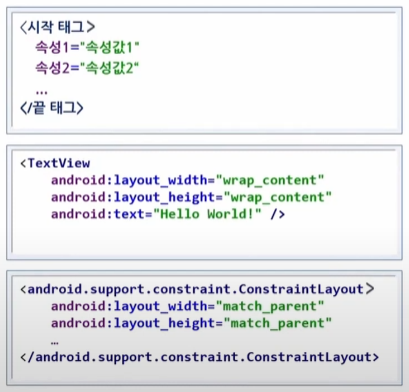 <시작 태그>
속성1="속성값1"
속성2="속성값2"
...
</끝 태그>
<TextView
android:layout_width="wrap_content"
android:layout_height="wrap_content"
android:text="Hello World!" />
<android.support.constraint.ConstraintLayout>
android:layout_width="match_parent"
android:layout_height="match_parent"
…
</android.support.constraint.ConstraintLayout>